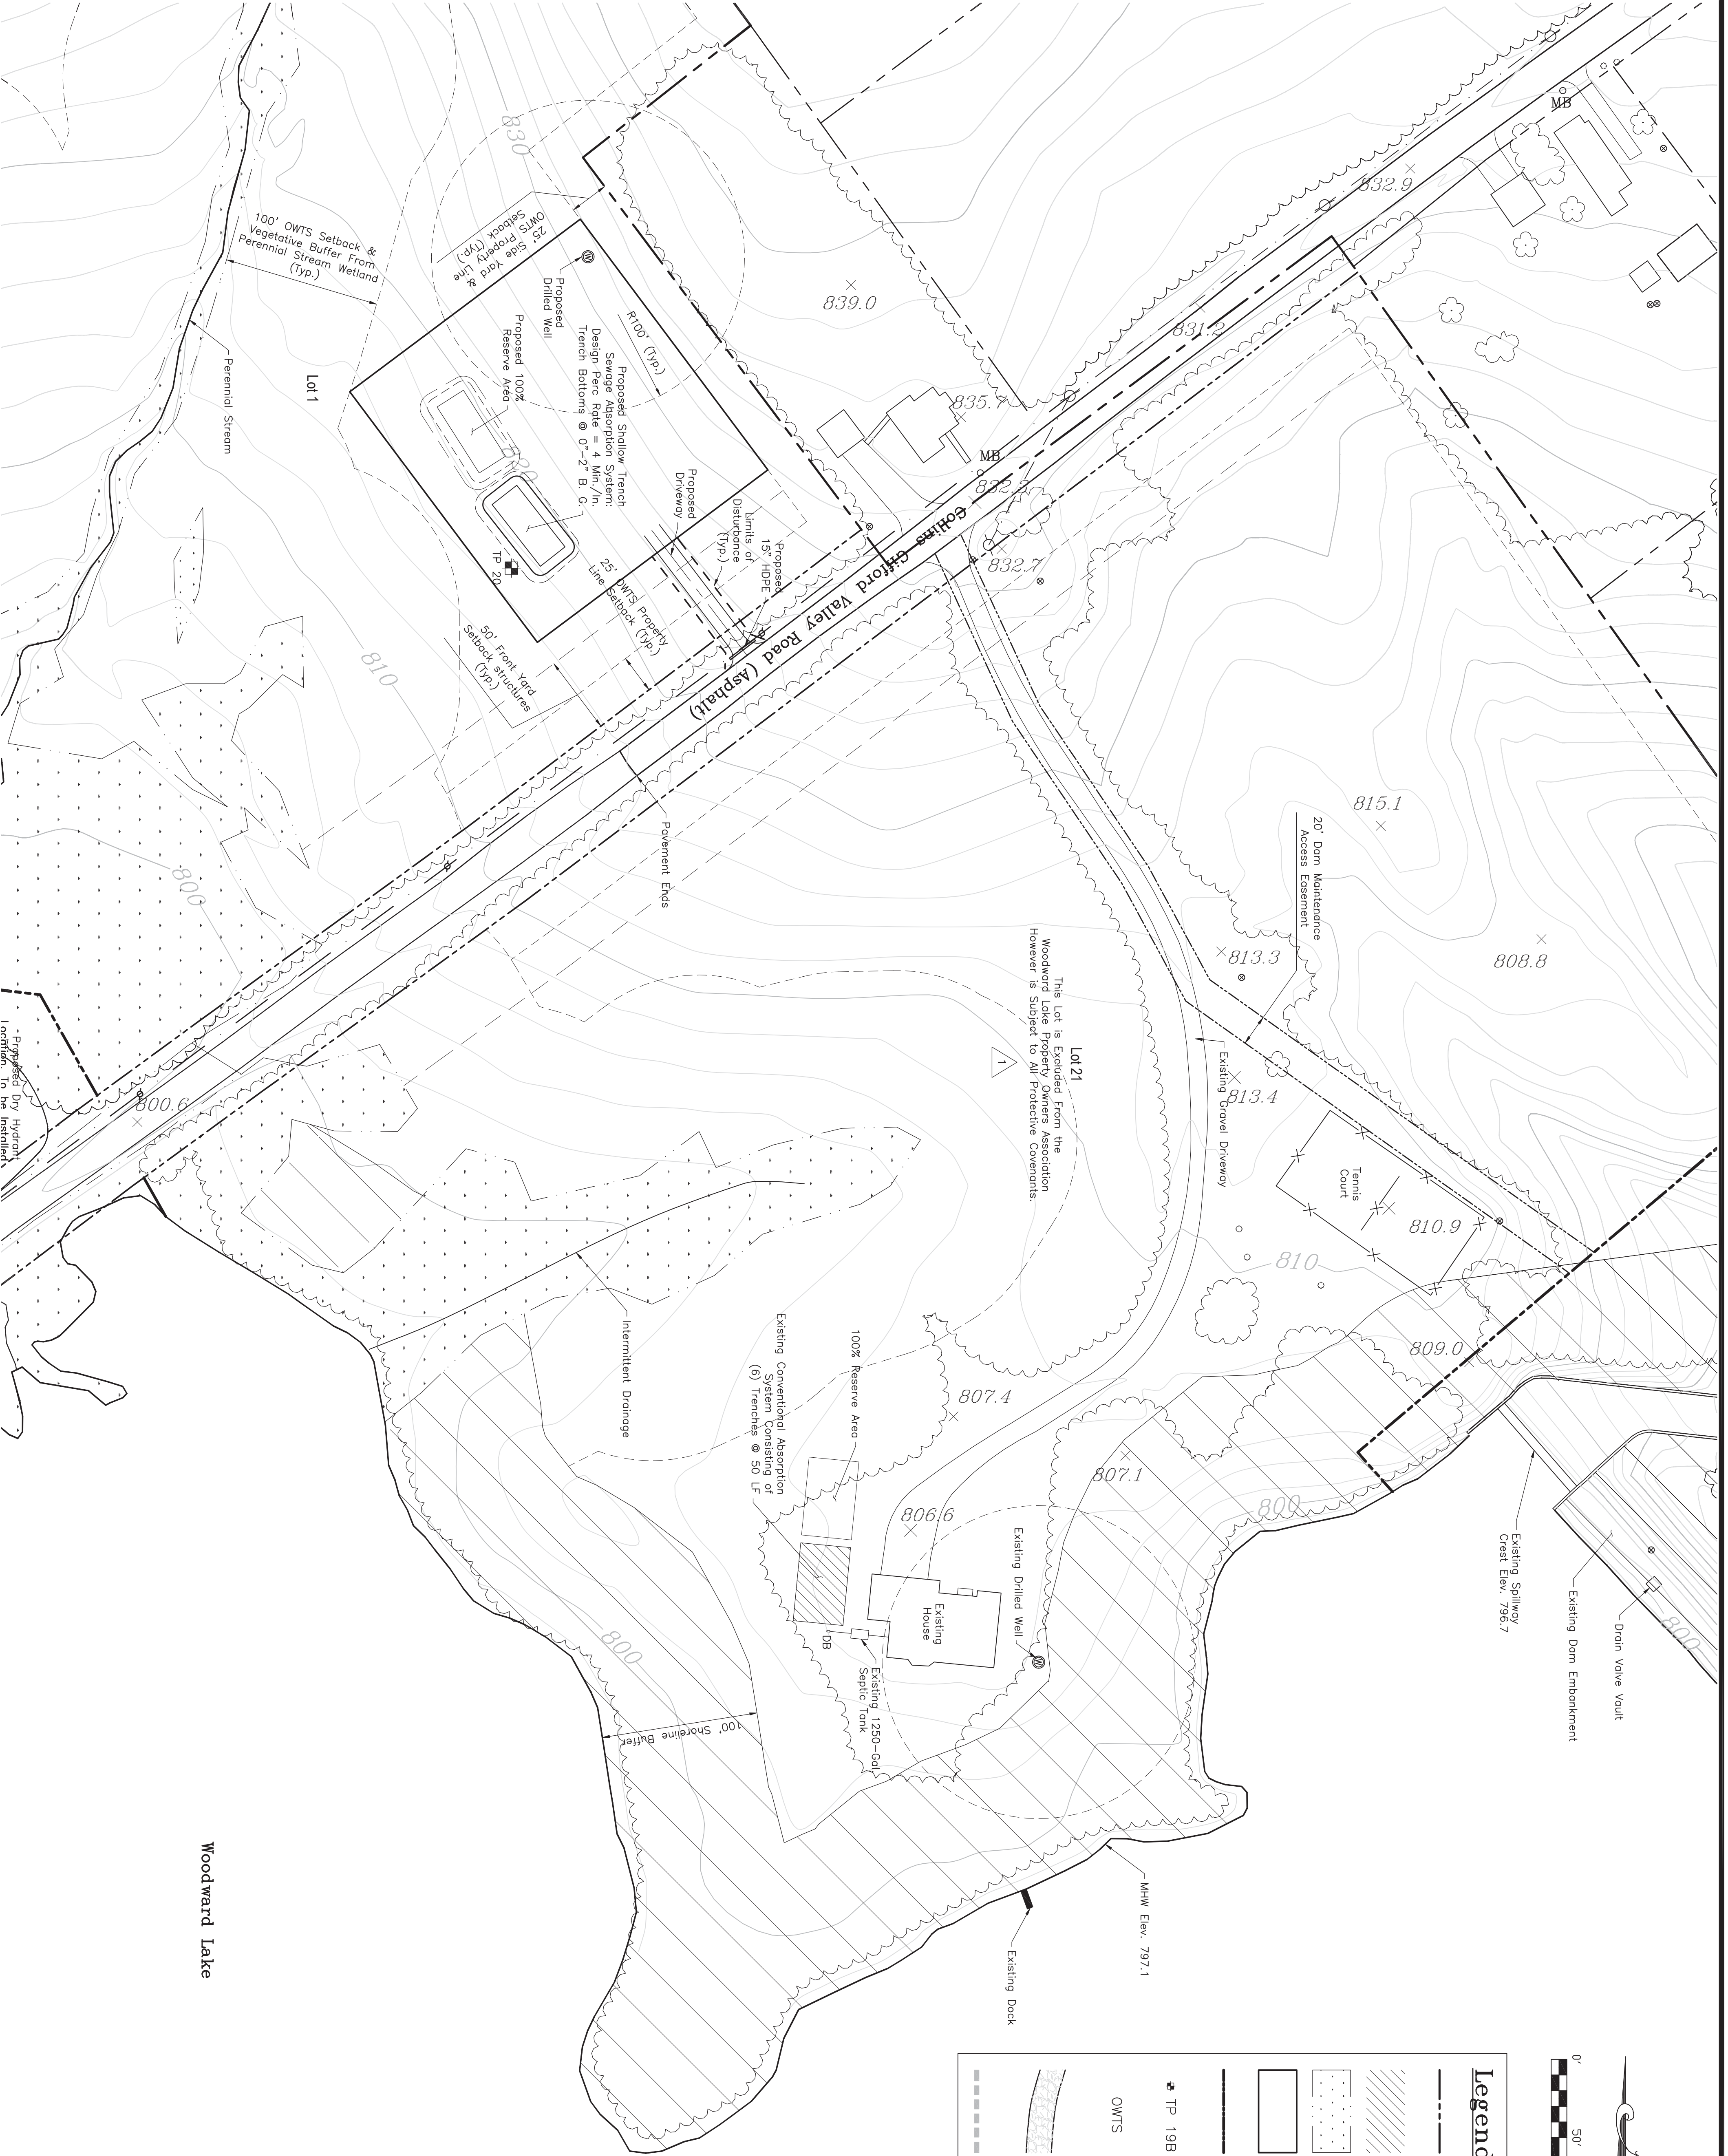 MB
832.9
831.2
839.0
835.7
MB
832.3
832.7
830
Collins Gifford Valley Road (Asphalt)
100' OWTS Setback &
Vegetative Buffer From
Perennial Stream Wetland
(Typ.)
25' Side Yard &
OWTS Property Line
Setback (Typ.)
Proposed
Drilled Well
W
R100' (Typ.)
Proposed 100%
Reserve Area
Proposed Shallow Trench
Sewage Absorption System:
Design Perc Rate = 4 Min./In.
Trench Bottoms @ 0"-2" B. G.
Proposed
Driveway
Limits of
Disturbance
(Typ.)
Proposed
15" HDPE
25' OWTS Property
Line Setback (Typ.)
50' Front Yard
Setback structures
(Typ.)
TP 20
Perennial Stream
Lot 1
810
800
Pavement Ends
800.6
815.1
808.8
20' Dam Maintenance
Access Easement
813.3
813.4
Lot 21
This Lot is Excluded From the
Woodward Lake Property Owners Association
However is Subject to All Protective Covenants.
1
Existing Gravel Driveway
Tennis
Court
810.9
810
809.0
807.4
807.1
806.6
800
Intermittent Drainage
Existing Conventional Absorption
System Consisting of
(6) Trenches @ 50 LF
100% Reserve Area
Existing
House
Existing Drilled Well
W
DB
Existing 1250-Gal
Septic Tank
100' Shoreline Buffer
800
Existing Spillway
Crest Elev. 796.7
Existing Dam Embankment
Drain Valve Vault
800
MHW Elev. 797.1
Existing Dock
Proposed Dry Hydrant
Location. To be Installed
Woodward Lake
0'
50'
Legend
TP 19B
OWTS